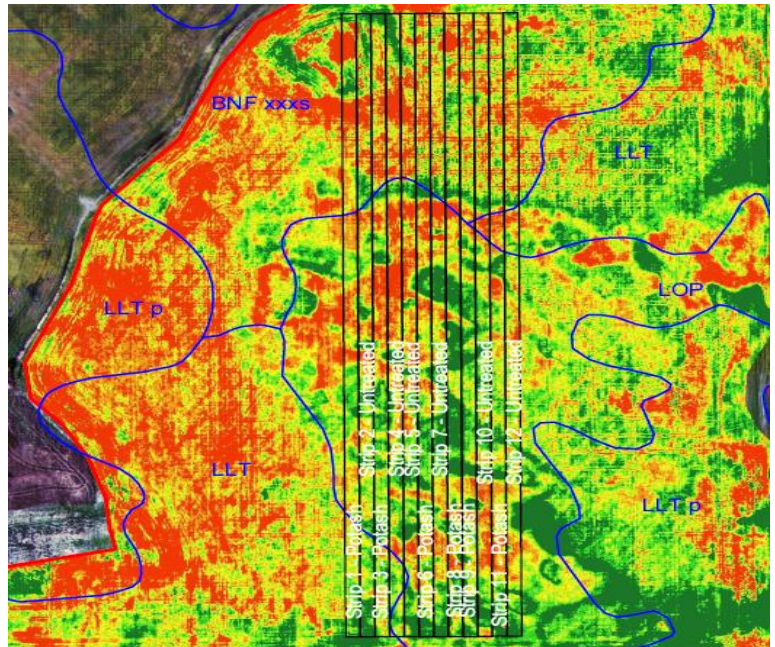 BNF xxxs
LLT
LOP
LLT p
LLT
LLT p
Strip 1 - Potash
Strip 2 - Untreated
Strip 3 - Potash
Strip 4 - Untreated
Strip 5 - Untreated
Strip 6 - Potash
Strip 7 - Untreated
Strip 8 - Potash
Strip 9 - Potash
Strip 10 - Untreated
Strip 11 - Potash
Strip 12 - Untreated